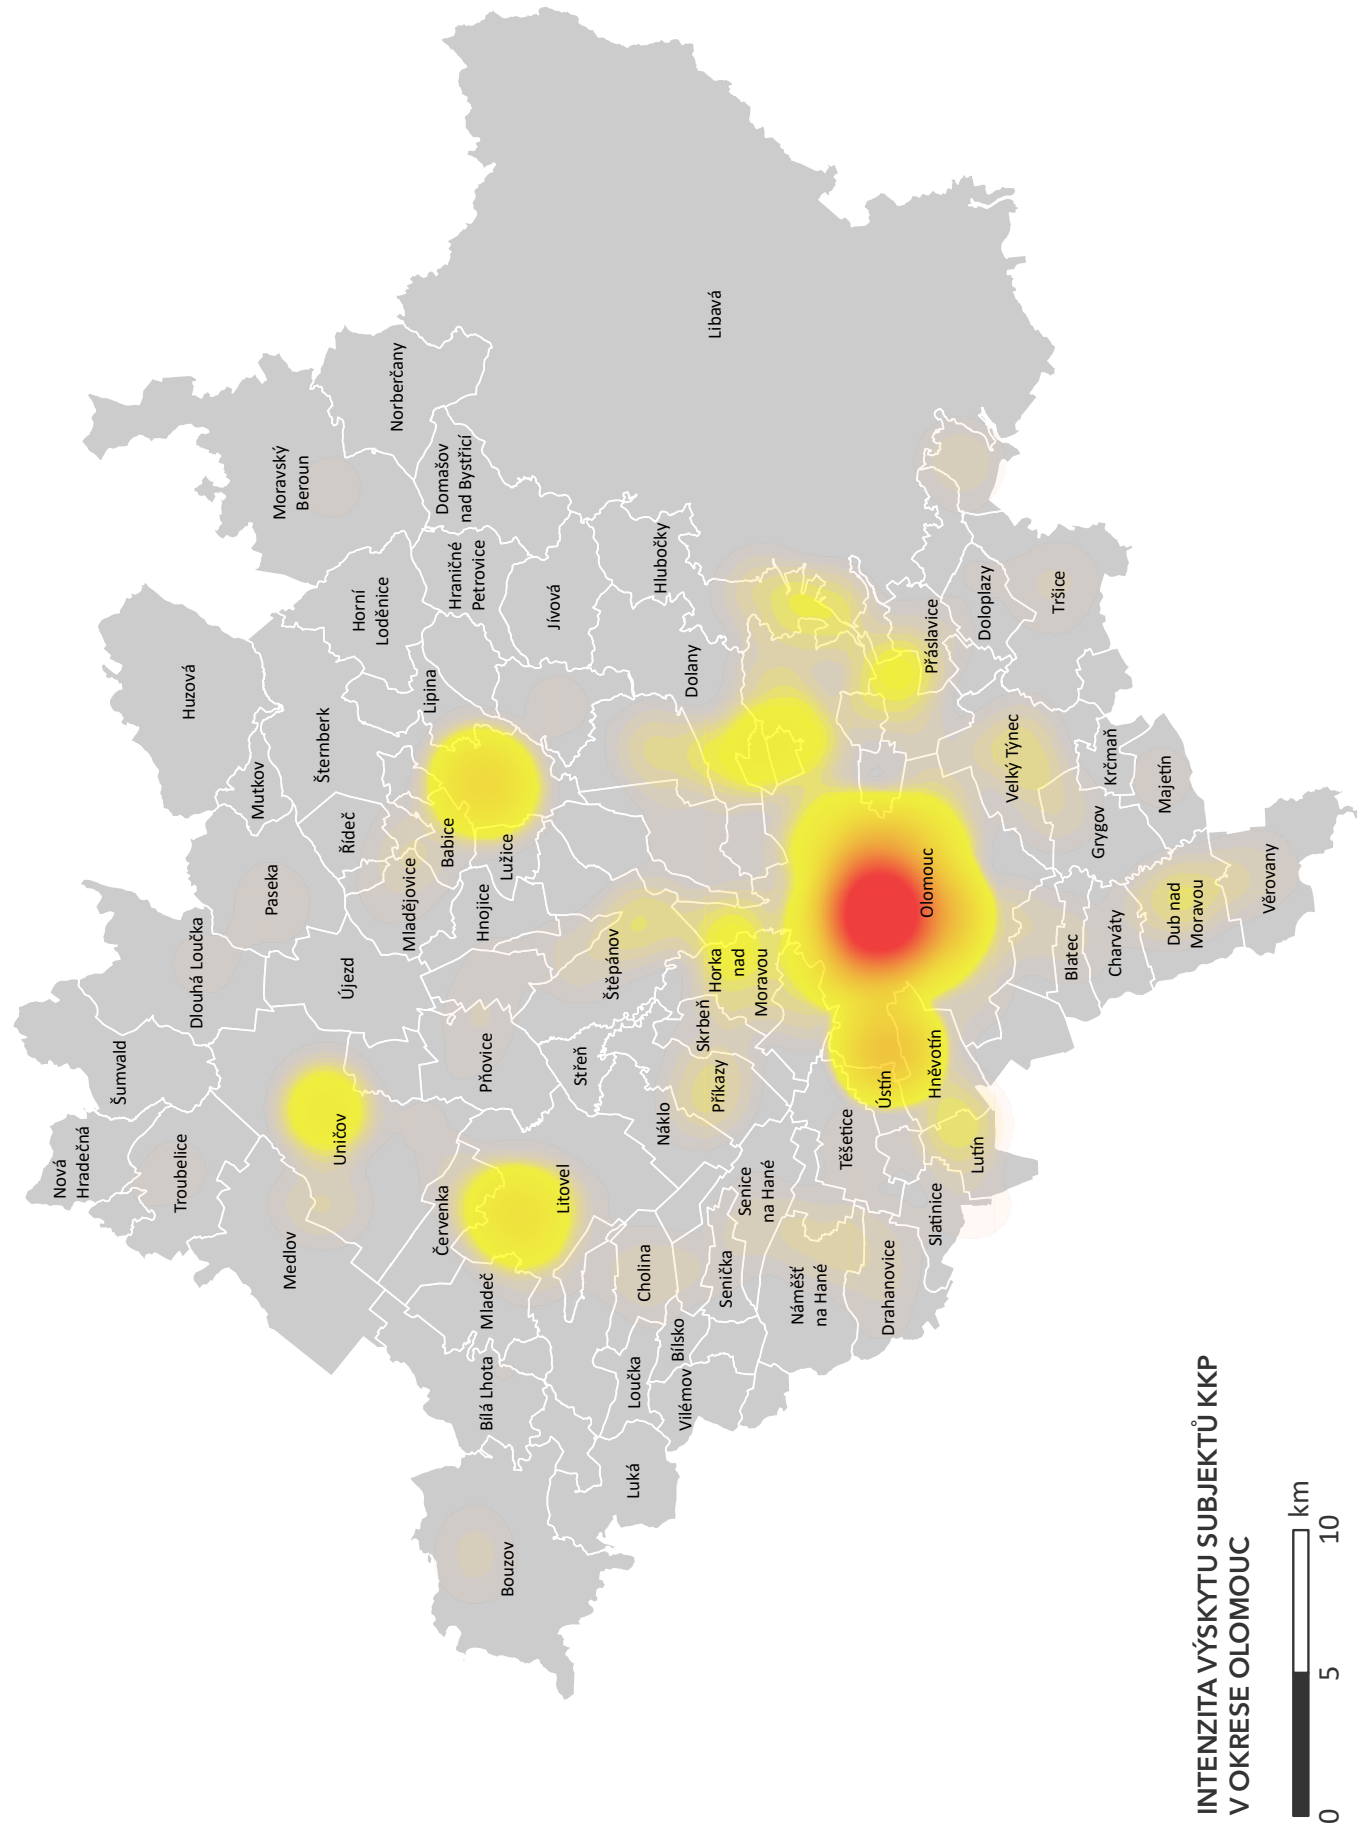 Bouzov
Luká
Bílá Lhota
Loučka
Vilémov
Bílsko
Mladeč
Cholina
Senička
Náměšť
na Hané
Drahanovice
Medlov
Červenka
Litovel
Senice
na Hané
Slatinice
Troubelice
Nová
Hradečná
Uničov
Náklo
Příkazy
Těšetice
Lutín
Šumvald
Pňovice
Střeň
Skrbeň
Ústín
Hněvotín
Dlouhá Loučka
Újezd
Štěpánov
Horka
nad
Moravou
Blatec
Charváty
Paseka
Mladějovice
Hnojice
Olomouc
Dub nad
Moravou
Věrovany
Řídeč
Babice
Lužice
Grygov
Mutkov
Šternberk
Velký Týnec
Krčmaň
Majetín
Huzová
Lipina
Dolany
Přáslavice
Doloplazy
Tršice
Horní
Loděnice
Hraničné
Petrovice
Jívová
Hlubočky
Moravský
Beroun
Domašov
nad Bystřicí
Norberčany
Libavá
INTENZITA VÝSKYTU SUBJEKTŮ KKP
V OKRESE OLOMOUC
km
0 5 10